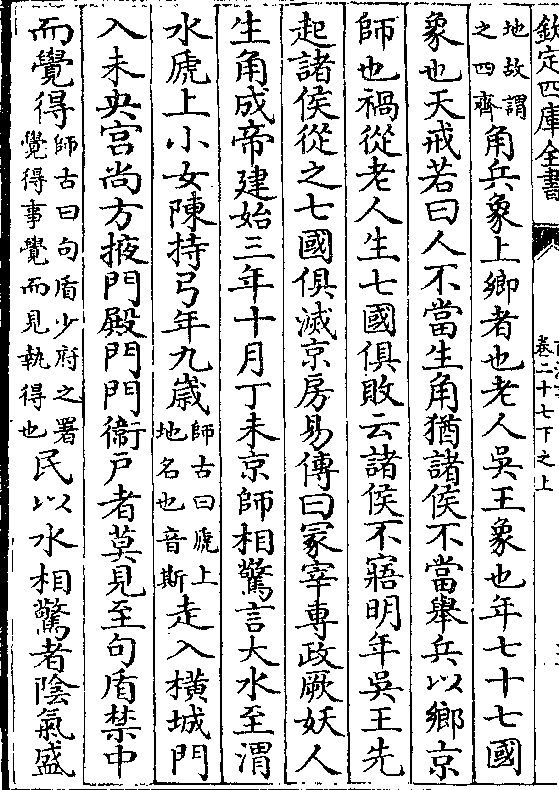 欽定四庫全書
卷二十七下之上
地故謂之四齊角兵象上鄉者也老人吳王象也年七十七國
象也天戒若曰人不當生角猶諸侯不當舉兵以鄉京
師也禍從老人生七國俱敗云諸侯不寤明年吳王先
起諸侯從之七國俱滅京房易傳曰冢宰專政厥妖人
生角成帝建始三年十月丁未京師相驚言大水至渭
水虒上小女陳持弓年九歲師古曰虒上地名也音斯走入橫城門
入未央宮尚方掖門殿門門衞戶者莫見至句盾禁中
而覺得師古曰句盾少府之署覺得事覺而見執得也民以水相驚者陰氣盛